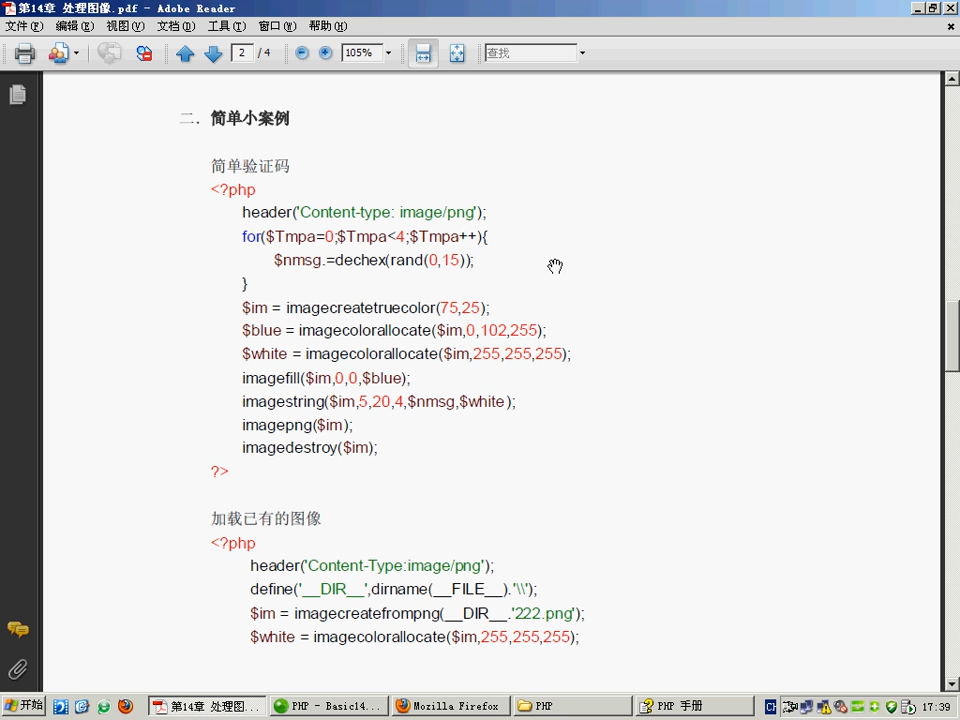 第14章 处理图像.pdf - Adobe Reader
文件(F) 编辑(E) 视图(V) 文档(D) 工具(T) 窗口(W) 帮助(H)
2 / 4 105% 查找
二. 简单小案例
简单验证码
<?php
header('Content-type: image/png');
for($Tmpa=0;$Tmpa<4;$Tmpa++){
$nmsg.=dechex(rand(0,15));
}
$im = imagecreatetruecolor(75,25);
$blue = imagecolorallocate($im,0,102,255);
$white = imagecolorallocate($im,255,255,255);
imagefill($im,0,0,$blue);
imagestring($im,5,20,4,$nmsg,$white);
imagepng($im);
imagedestroy($im);
?>
加载已有的图像
<?php
header('Content-Type:image/png');
define('__DIR__',dirname(__FILE__).'\\');
$im = imagecreatefrompng(__DIR__.'222.png');
$white = imagecolorallocate($im,255,255,255);
开始 第14章 处理图... PHP - Basic14... Mozilla Firefox PHP PHP 手册 CH 17:39